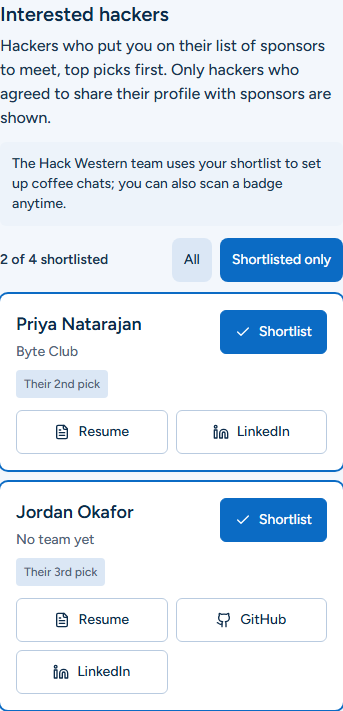 Interested hackers
Hackers who put you on their list of sponsors
to meet, top picks first. Only hackers who
agreed to share their profile with sponsors are
shown.
The Hack Western team uses your shortlist to set
up coffee chats; you can also scan a badge
anytime.
2 of 4 shortlisted
All
Shortlisted only
Priya Natarajan
Shortlist
Byte Club
Their 2nd pick
Resume
LinkedIn
Jordan Okafor
Shortlist
No team yet
Their 3rd pick
Resume
GitHub
LinkedIn